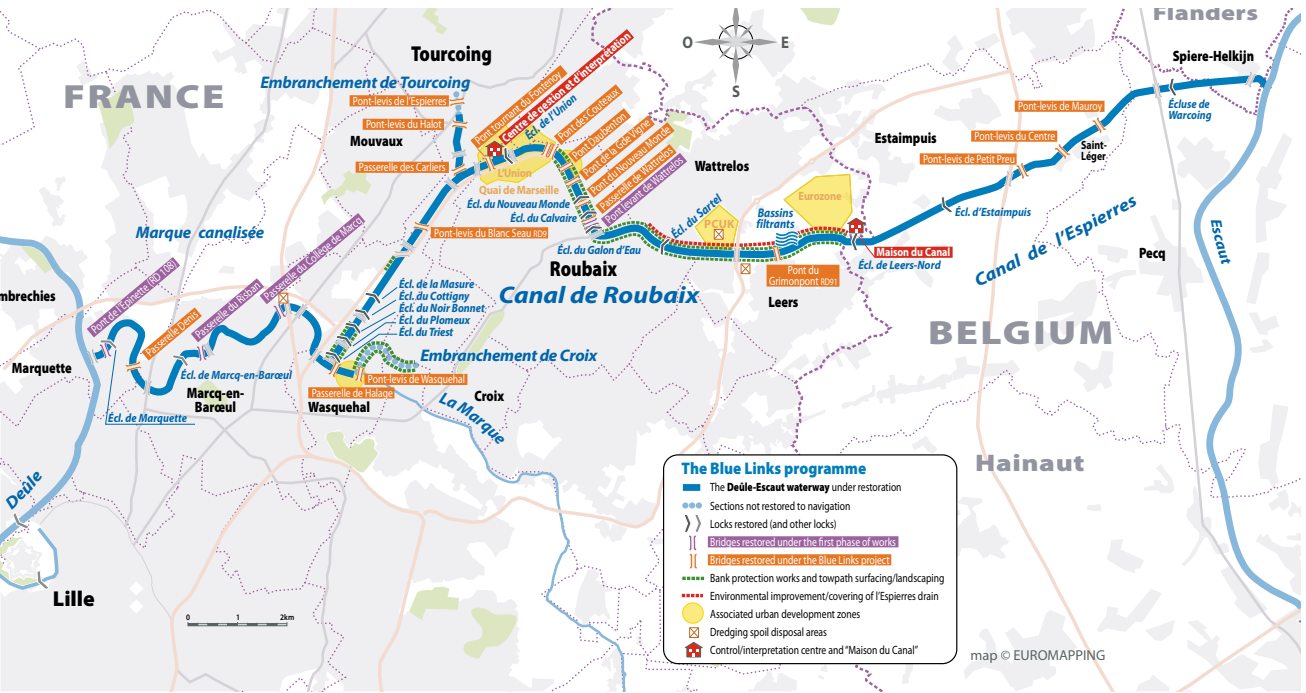 Flanders
Tourcoing
O
E
S
Spiere-Helkijn
FRANCE
Embranchement de Tourcoing
Pont-levis de l'Espierres
Pont-levis du Halot
Mouvaux
Passerelle des Carliers
Pont tournant du Fontenoy
Centre de gestion et d'interprétation
Écl. de l'Union
Pont des Couteaux
Pont Daubenton
Pont de la Gde Vigne
Pont du Nouveau Monde
Passerelle de Wattrelos
Pont levant de Wattrelos
L'Union
Quai de Marseille
Écl. du Nouveau Monde
Écl. du Calvaire
Wattrelos
Estaimpuis
Pont-levis de Mauroy
Pont-levis du Centre
Pont-levis de Petit Preu
Saint-
Léger
Écluse de
Warcoing
Écl. d'Estaimpuis
Canal de l'Espierres
Escaut
Pecq
Marque canalisée
Pont-levis du Blanc Seau RD9
Écl. du Galon d'Eau
Écl. du Sartel
PCUK
Bassins
filtrants
Eurozone
Maison du Canal
Écl. de Leers-Nord
Pont du
Grimonpont RD91
Leers
Roubaix
Canal de Roubaix
BELGIUM
mbrechies
Pont de l'Epinette (RD 108)
Passerelle Denis
Passerelle du Risban
Passerelle du College de Marcq
Écl. de la Masure
Écl. du Cottigny
Écl. du Noir Bonnet
Écl. du Plomeux
Écl. du Triest
Embranchement de Croix
Marquette
Écl. de Marcq-en-Barœul
Marcq-en-
Barœul
Écl. de Marquette
Pont-levis de Wasquehal
Passerelle de Halage
Wasquehal
Croix
La Marque
Hainaut
Deûle
Lille
0 1 2km
The Blue Links programme
The Deûle-Escaut waterway under restoration
Sections not restored to navigation
Locks restored (and other locks)
Bridges restored under the first phase of works
Bridges restored under the Blue Links project
Bank protection works and towpath surfacing/landscaping
Environmental improvement/covering of l'Espierres drain
Associated urban development zones
Dredging spoil disposal areas
Control/interpretation centre and "Maison du Canal"
map © EUROMAPPING